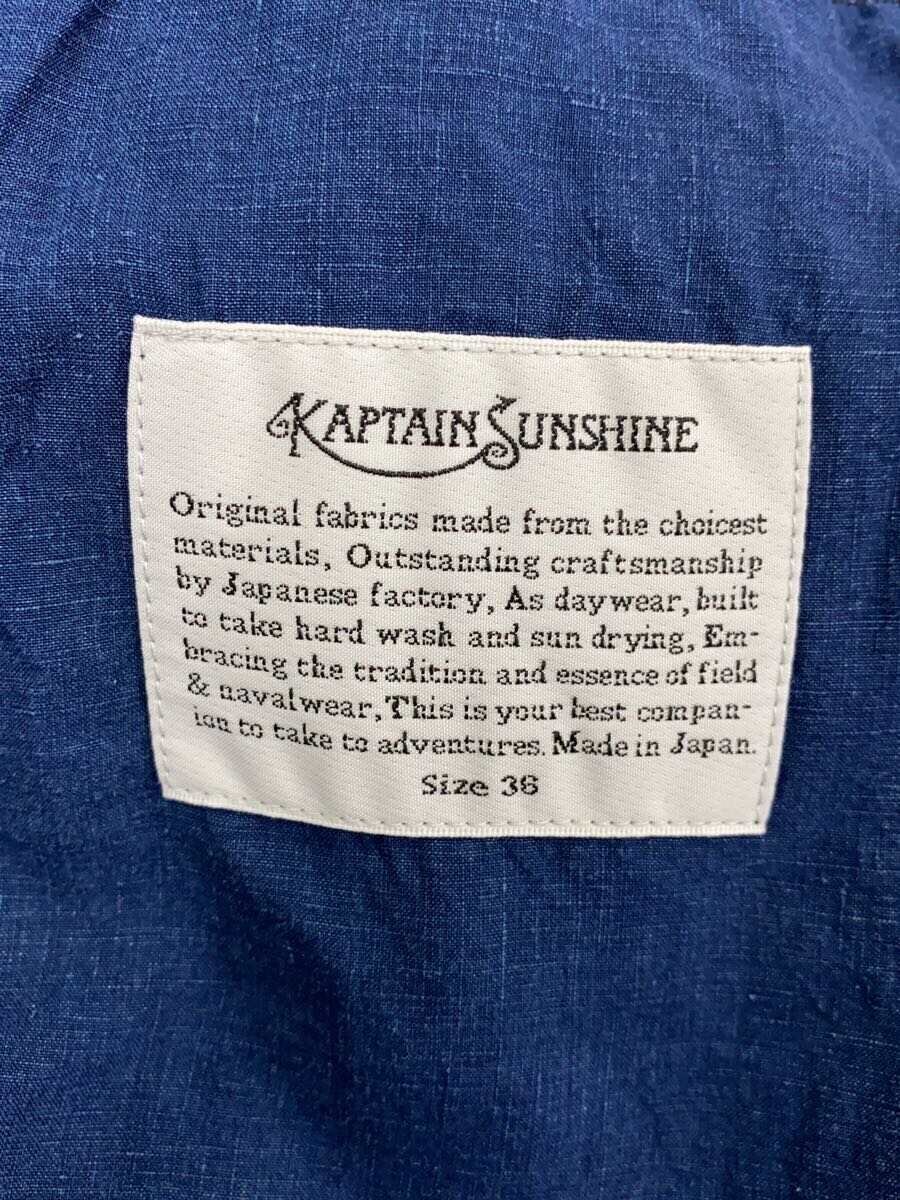 KAPTAIN SUNSHINE
Original fabrics made from the choicest
materials, Outstanding craftsmanship
by Japanese factory, As daywear, built
to take hard wash and sun drying, Em-
bracing the tradition and essence of field
& navalwear, This is your best compan-
ion to take to adventures. Made in Japan.
Size 36